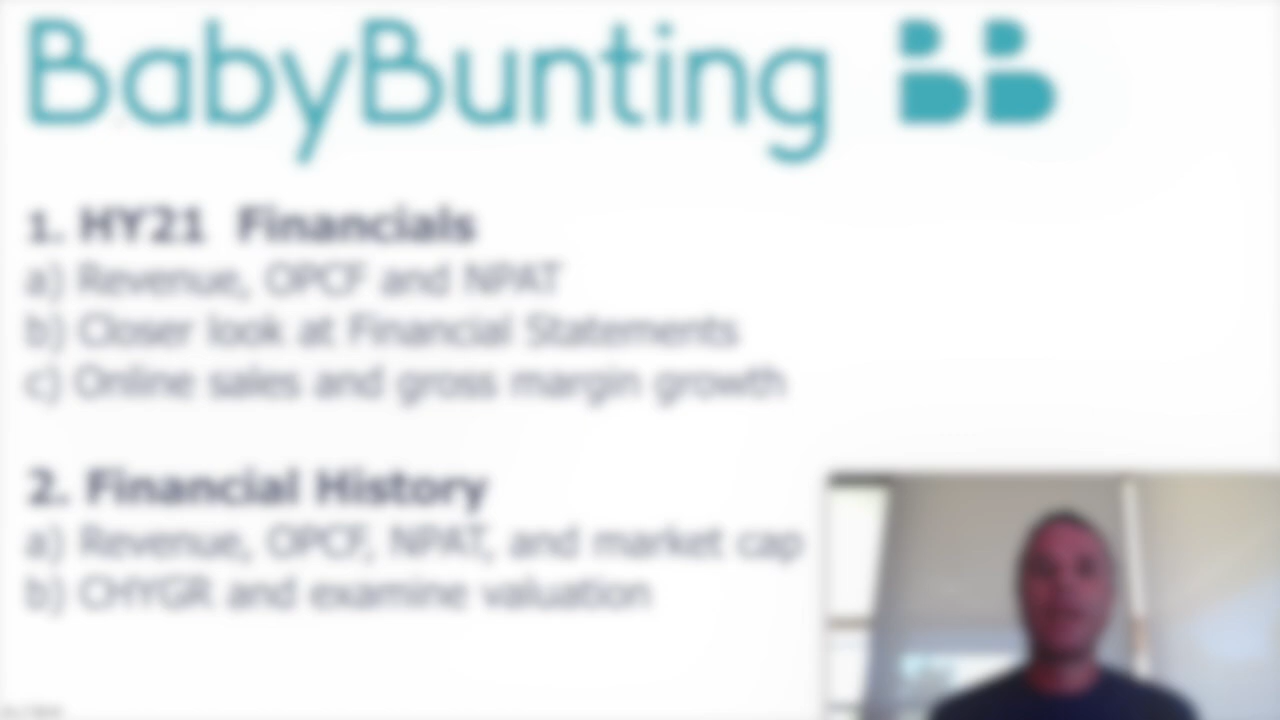 BabyBunting
1. HY21 Financials
a) Revenue, OPCF and NPAT
b) Closer look at Financial Statements
c) Online sales and gross margin growth
2. Financial History
a) Revenue, OPCF, NPAT, and market cap
b) CHYGR and examine valuation